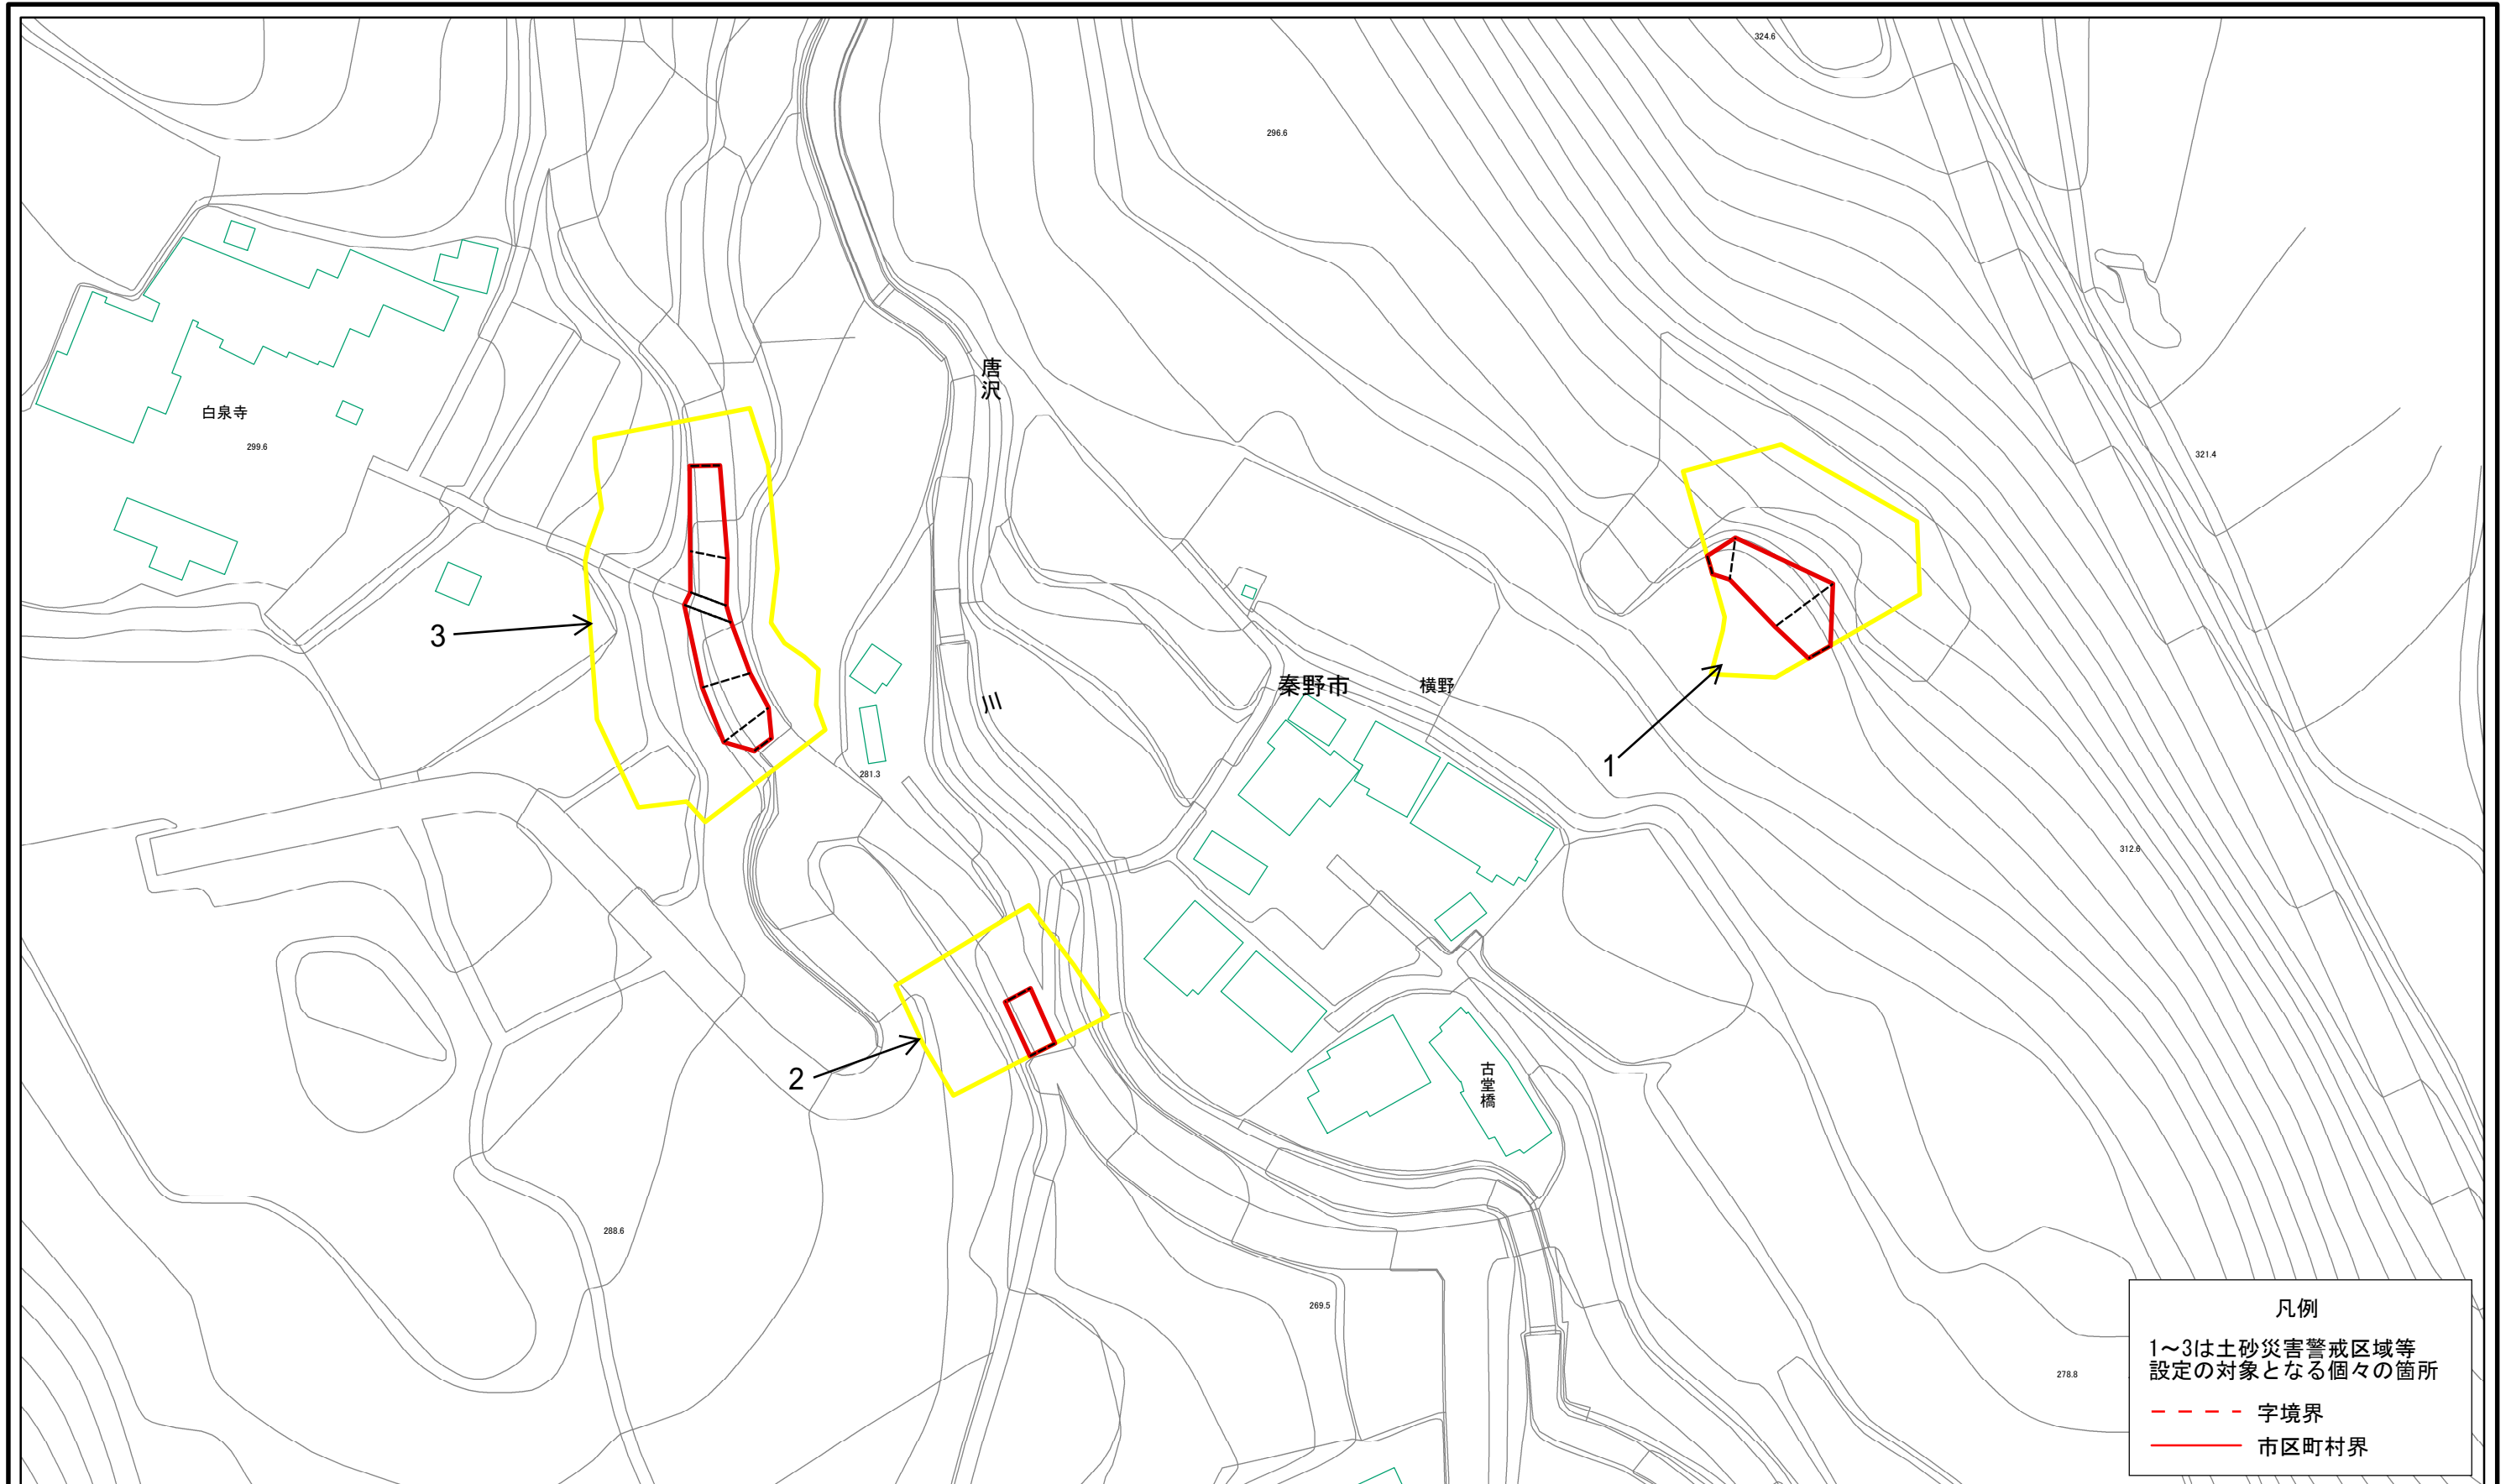 324.6
296.6
唐沢
白泉寺
299.6
321.4
3
秦野市
横野
川
1
281.3
312.6
2
古堂橋
288.6
269.5
278.8
凡例
1～3は土砂災害警戒区域等
設定の対象となる個々の箇所
字境界
市区町村界